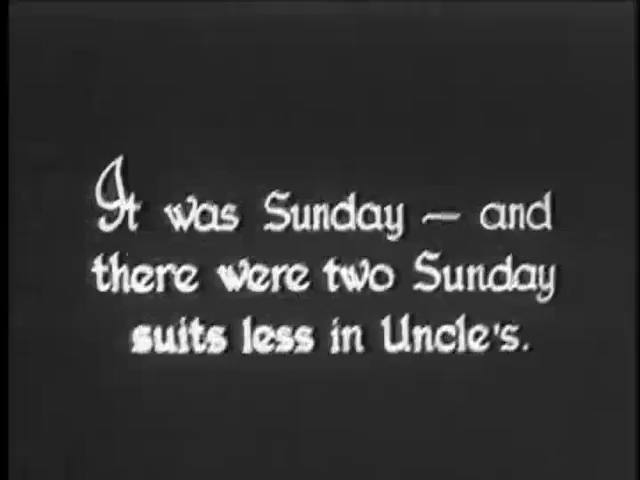 It was Sunday — and
there were two Sunday
suits less in Uncle's.